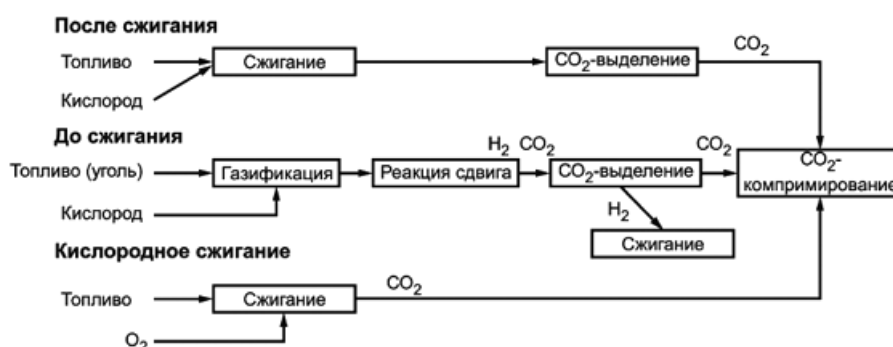 После сжигания
Топливо
Сжигание
CO₂-выделение
CO₂
Кислород
До сжигания
Топливо (уголь)
Газификация
Реакция сдвига
H₂ CO₂
CO₂-выделение
CO₂
CO₂-
компримирование
Кислород
H₂
Сжигание
Кислородное сжигание
Топливо
Сжигание
CO₂
O₂